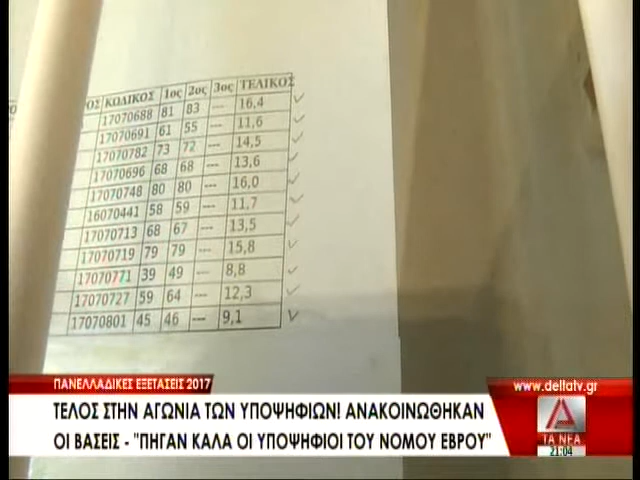 ΟΣ ΚΩΔΙΚΟΣ 1ος 2ος 3ος ΤΕΛΙΚΟΣ
17070688 81 83 --- 16,4
17070691 61 55 --- 11,6
17070782 73 72 --- 14,5
17070696 68 68 --- 13,6
17070748 80 80 --- 16,0
16070441 58 59 --- 11,7
17070713 68 67 --- 13,5
17070719 79 79 --- 15,8
17070771 39 49 --- 8,8
17070727 59 64 --- 12,3
17070801 45 46 --- 9,1
ΠΑΝΕΛΛΑΔΙΚΕΣ ΕΞΕΤΑΣΕΙΣ 2017
ΤΕΛΟΣ ΣΤΗΝ ΑΓΩΝΙΑ ΤΩΝ ΥΠΟΨΗΦΙΩΝ! ΑΝΑΚΟΙΝΩΘΗΚΑΝ
ΟΙ ΒΑΣΕΙΣ - "ΠΗΓΑΝ ΚΑΛΑ ΟΙ ΥΠΟΨΗΦΙΟΙ ΤΟΥ ΝΟΜΟΥ ΕΒΡΟΥ"
www.deltatv.gr
ΤΑ ΝΕΑ
21:04